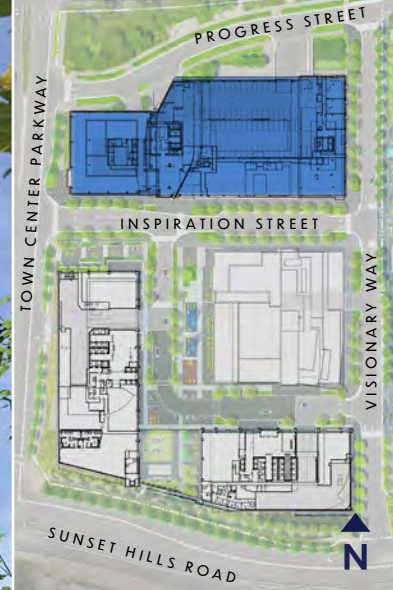 PROGRESS STREET
TOWN CENTER PARKWAY
INSPIRATION STREET
VISIONARY WAY
SUNSET HILLS ROAD
N